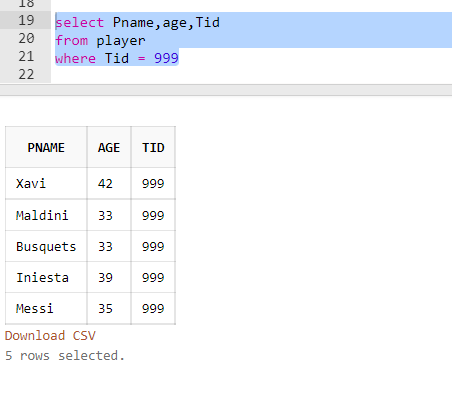 18
19 select Pname,age,Tid
20 from player
21 where Tid = 999
22
PNAME AGE TID
Xavi 42 999
Maldini 33 999
Busquets 33 999
Iniesta 39 999
Messi 35 999
Download CSV
5 rows selected.